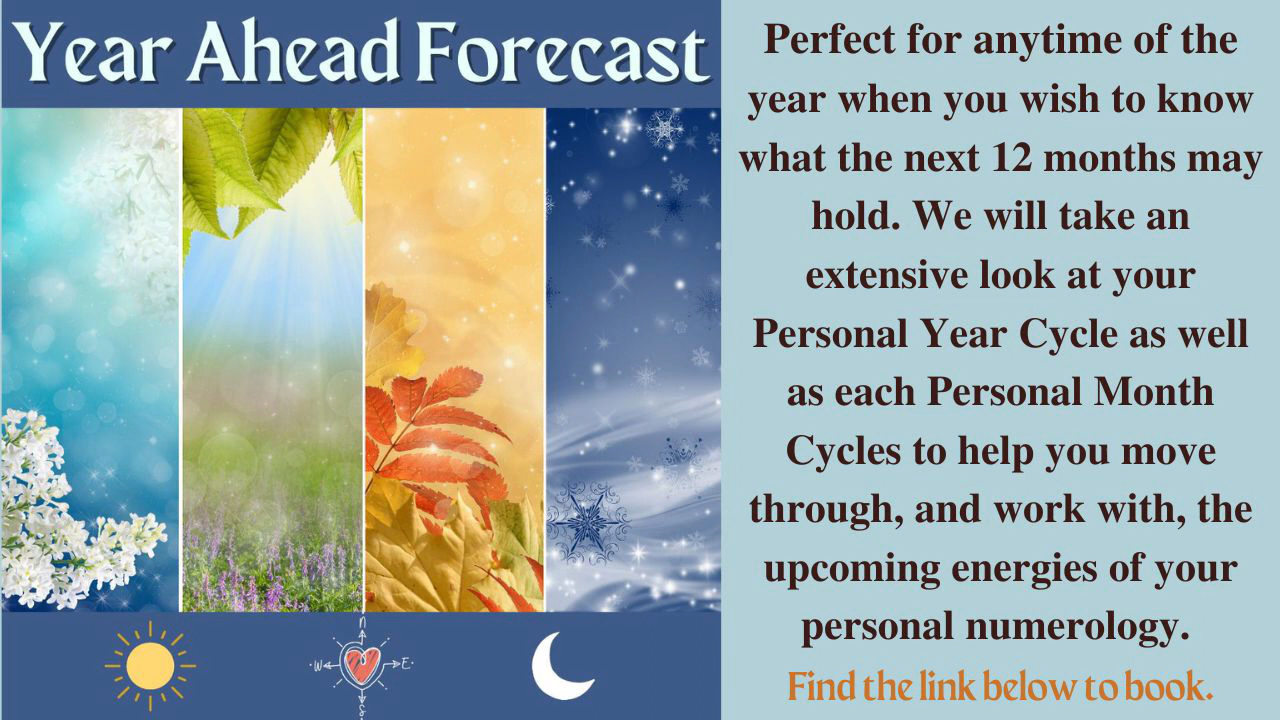 Year Ahead Forecast
Perfect for anytime of the
year when you wish to know
what the next 12 months may
hold. We will take an
extensive look at your
Personal Year Cycle as well
as each Personal Month
Cycles to help you move
through, and work with, the
upcoming energies of your
personal numerology.
Find the link below to book.
n
W E
s